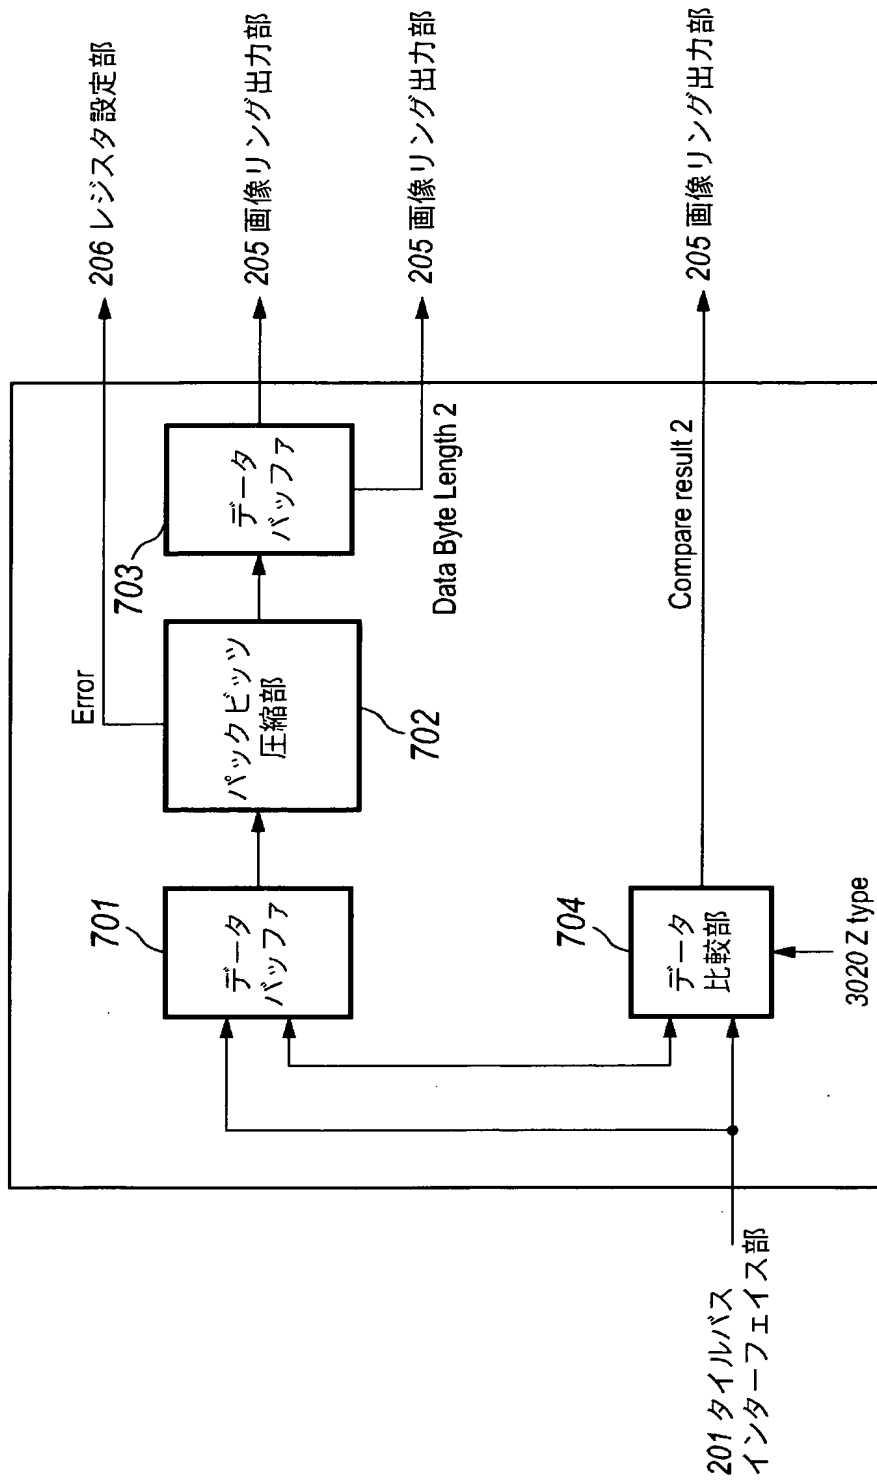 206 レジスタ設定部
205 画像リング出力部
205 画像リング出力部
205 画像リング出力部
Error
703
データ
バッファ
Data Byte Length 2
パックビッツ
圧縮部
702
701
データ
バッファ
Compare result 2
704
データ
比較部
3020 Z type
201 タイルバス
インターフェイス部